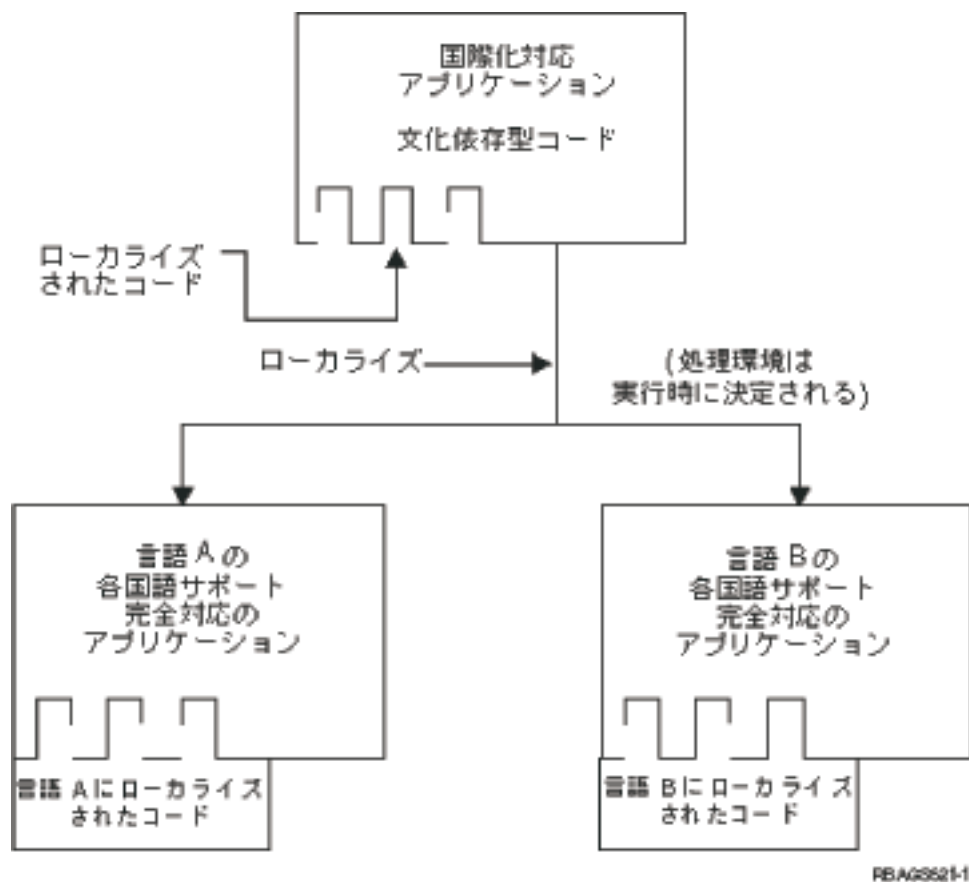 国際化対応
アプリケーション
文化依存型コード
ローカライズ
されたコード
ローカライズ
(処理環境は
実行時に決定される)
言語 A の
各国語サポート
完全対応の
アプリケーション
言語 B の
各国語サポート
完全対応の
アプリケーション
言語 A にローカライズ
されたコード
言語 B にローカライズ
されたコード
RBAGS521-1